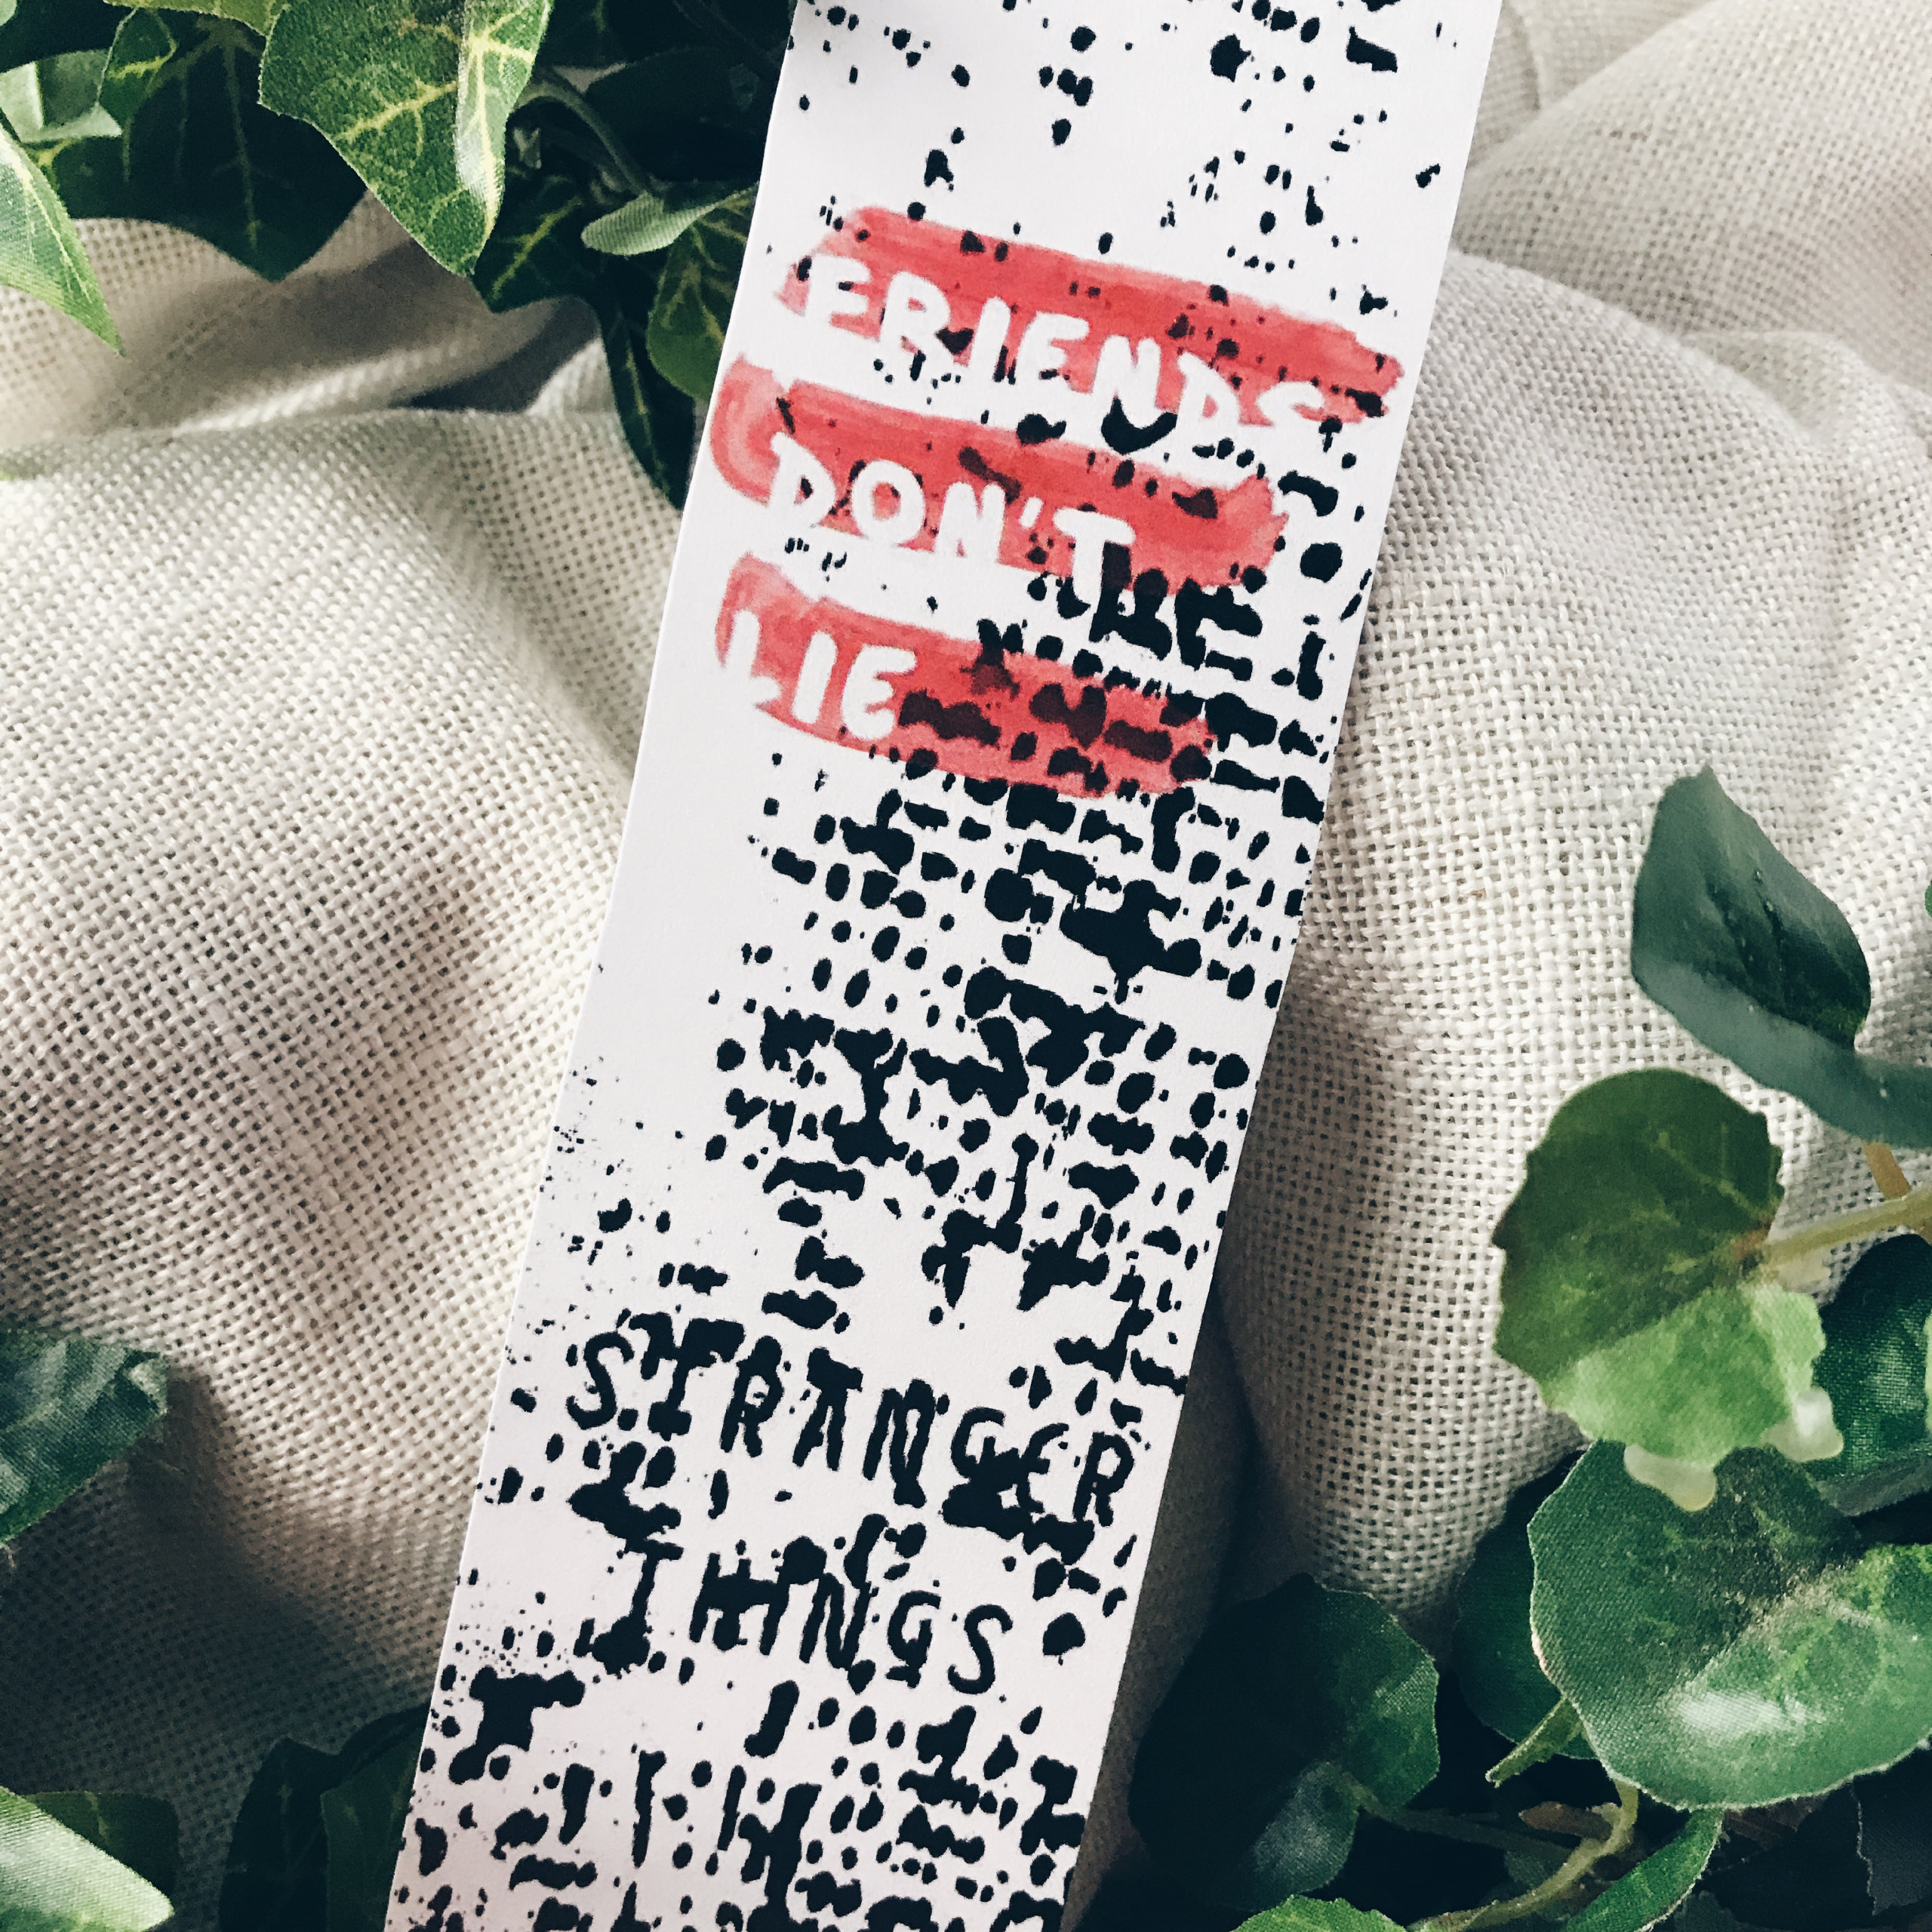 FRIENDS
DON'T
LIE
STRANGER
THINGS